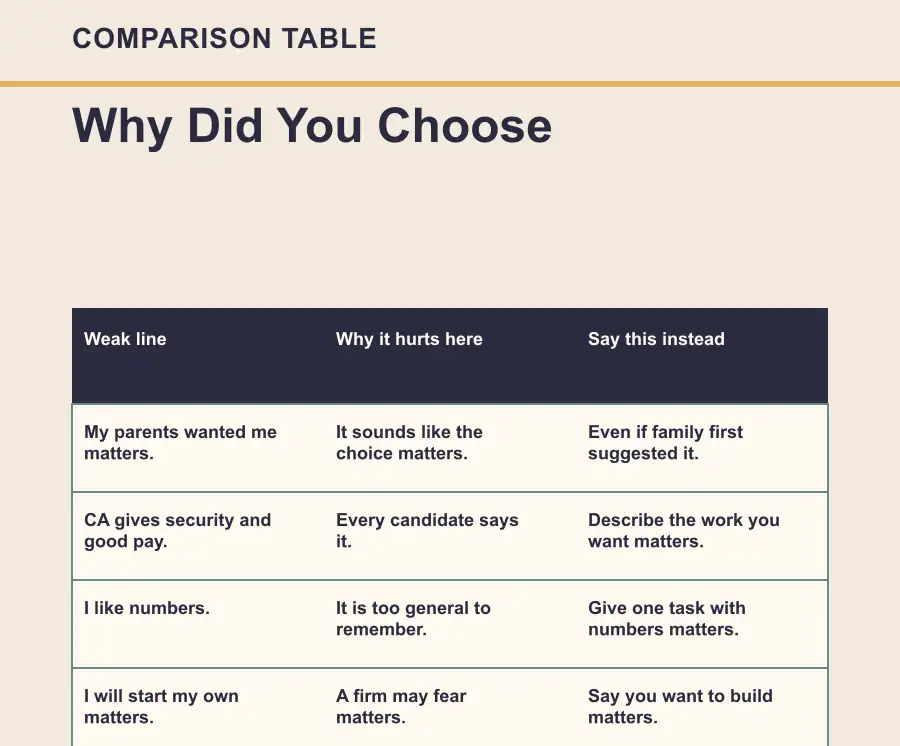 COMPARISON TABLE
Why Did You Choose
Weak line
Why it hurts here
Say this instead
My parents wanted me
matters.
It sounds like the
choice matters.
Even if family first
suggested it.
CA gives security and
good pay.
Every candidate says
it.
Describe the work you
want matters.
I like numbers.
It is too general to
remember.
Give one task with
numbers matters.
I will start my own
matters.
A firm may fear
matters.
Say you want to build
matters.